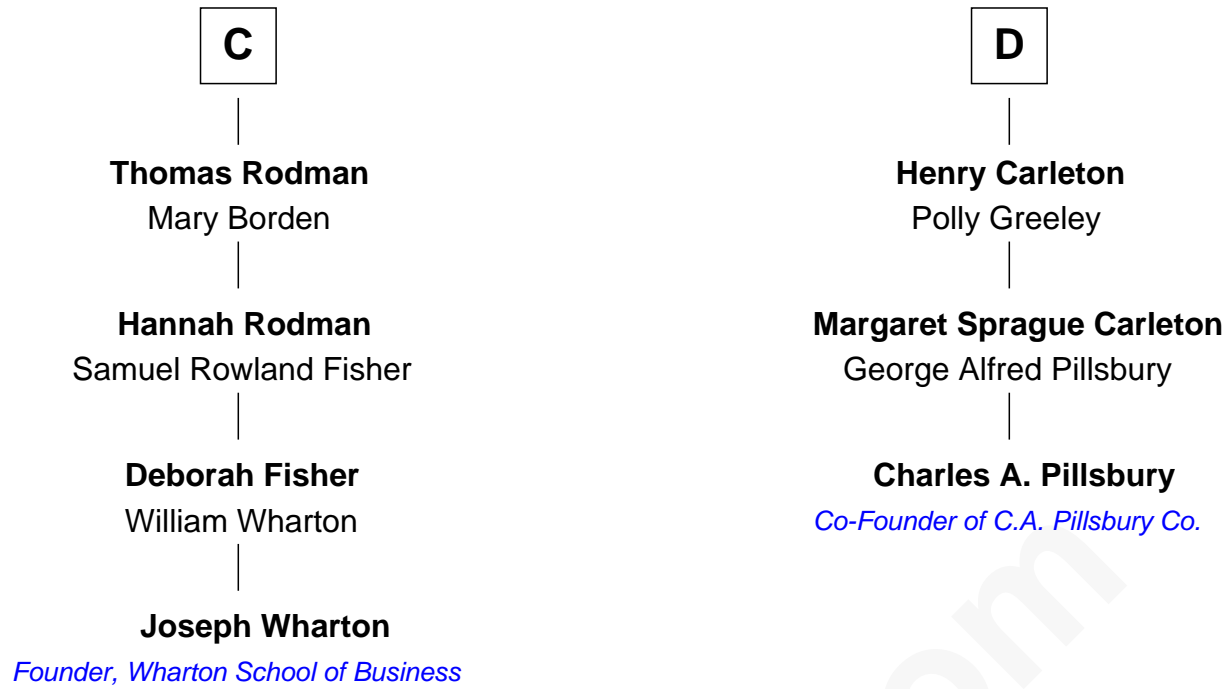 C
Thomas Rodman
Mary Borden
Hannah Rodman
Samuel Rowland Fisher
Deborah Fisher
William Wharton
Joseph Wharton
Founder, Wharton School of Business
D
Henry Carleton
Polly Greeley
Margaret Sprague Carleton
George Alfred Pillsbury
Charles A. Pillsbury
Co-Founder of C.A. Pillsbury Co.
om